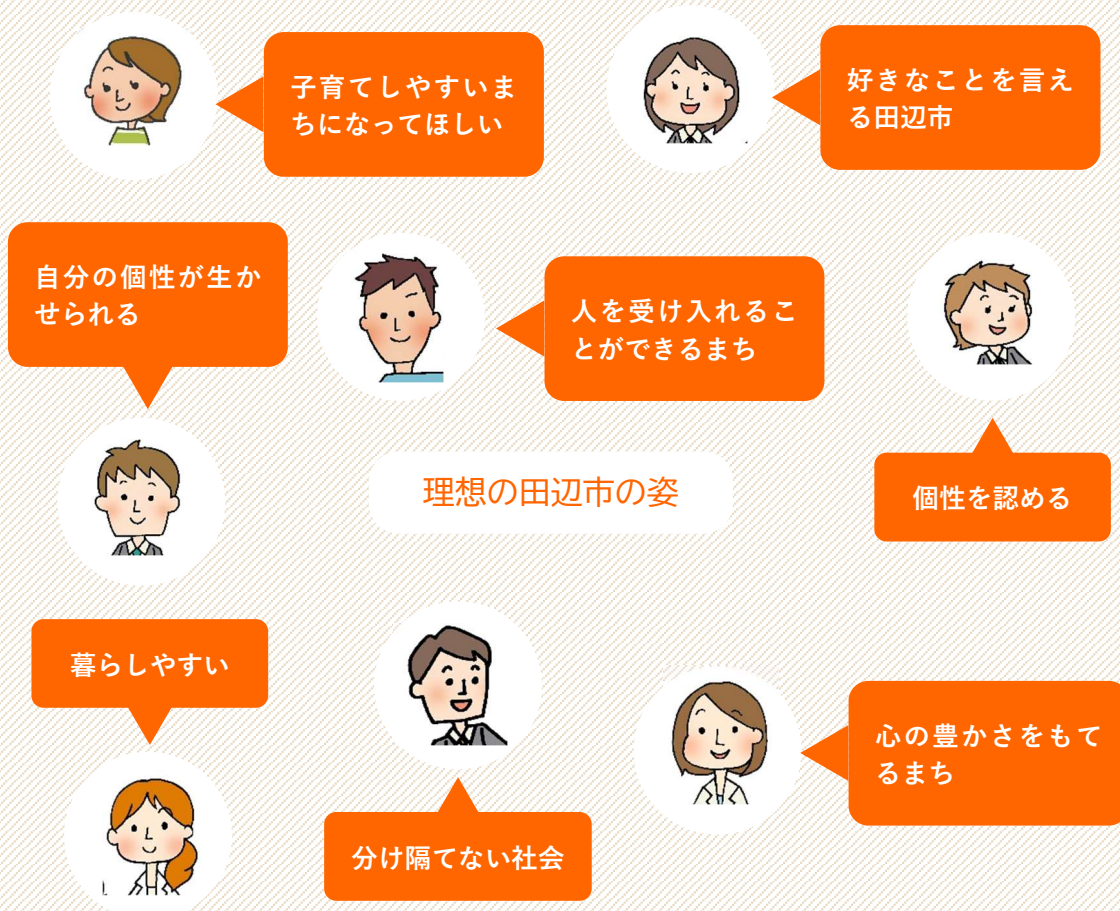 子育てしやすいま
ちになってほしい
好きなことを言え
る田辺市
自分の個性が生か
せられる
人を受け入れるこ
とができるまち
個性を認める
理想の田辺市の姿
暮らしやすい
分け隔てない社会
心の豊かさをもて
るまち